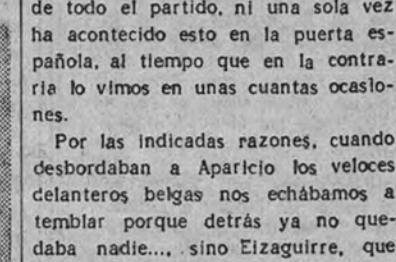 de todo el partido, ni una sola vez
ha acontecido esto en la puerta es-
pañola, al tiempo que en la contra-
ria lo vimos en unas cuantas ocasio-
nes.
Por las indicadas razones, cuando
desbordaban a Aparicio los veloces
delanteros belgas nos echábamos a
temblar porque detrás ya no que-
daba nadie..., sino Eizaguirre, que